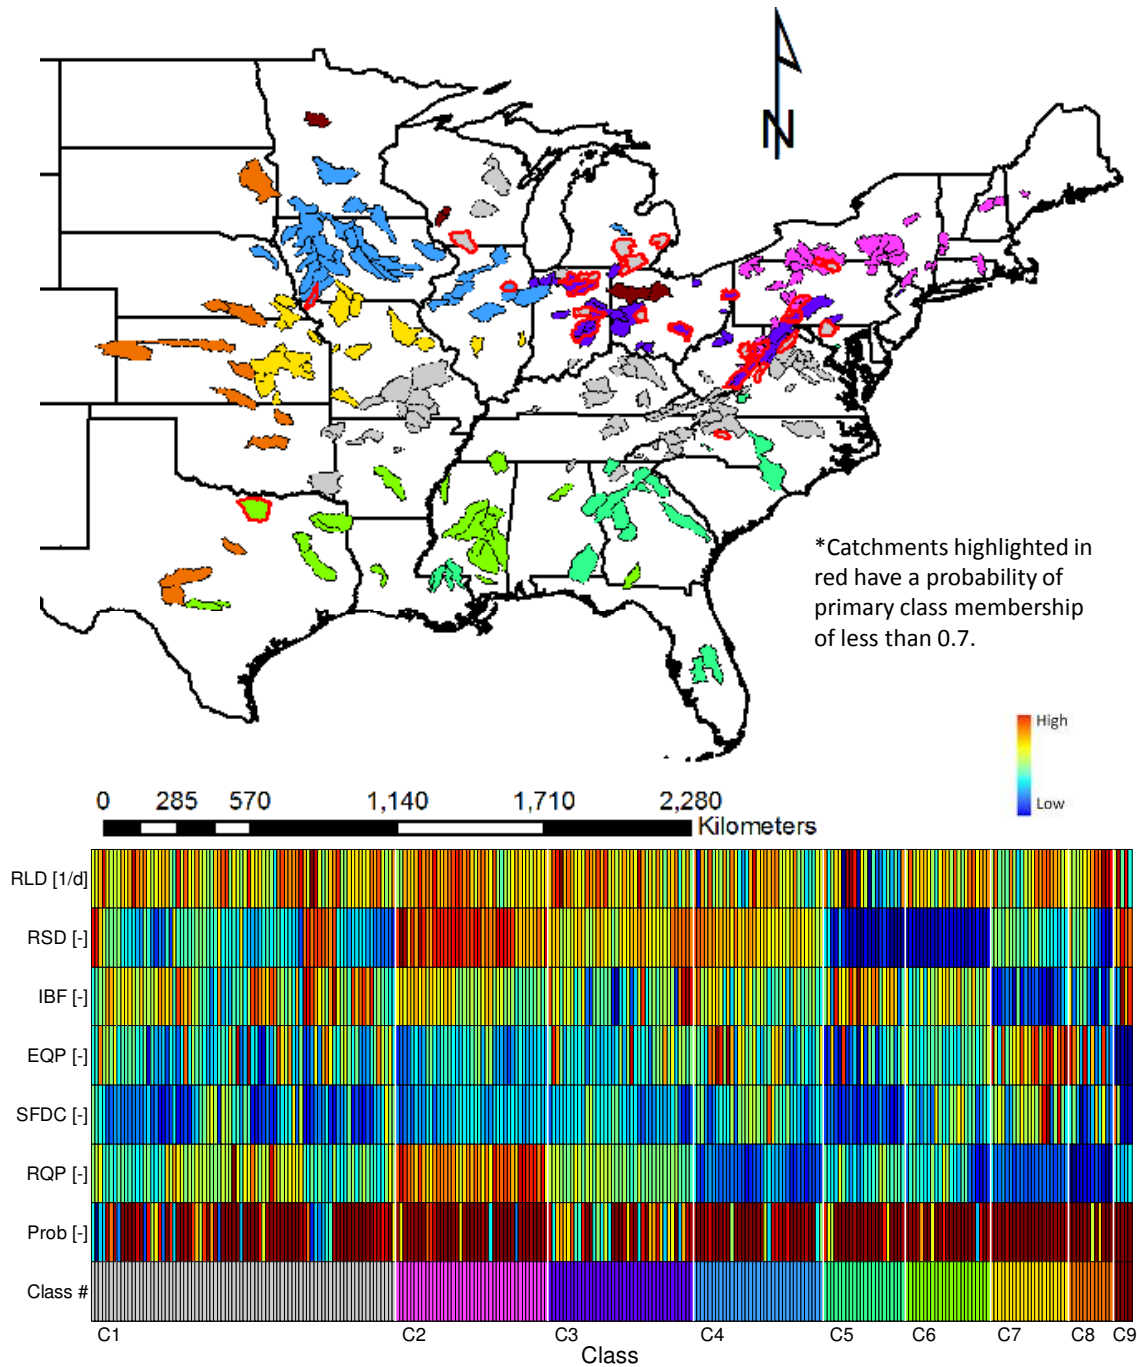 N
*Catchments highlighted in
red have a probability of
primary class membership
of less than 0.7.
High
Low
0 285 570 1,140 1,710 2,280
Kilometers
RLD [1/d]
RSD [-]
IBF [-]
EQP [-]
SFDC [-]
RQP [-]
Prob [-]
Class #
C1 C2 C3 C4 C5 C6 C7 C8 C9
Class